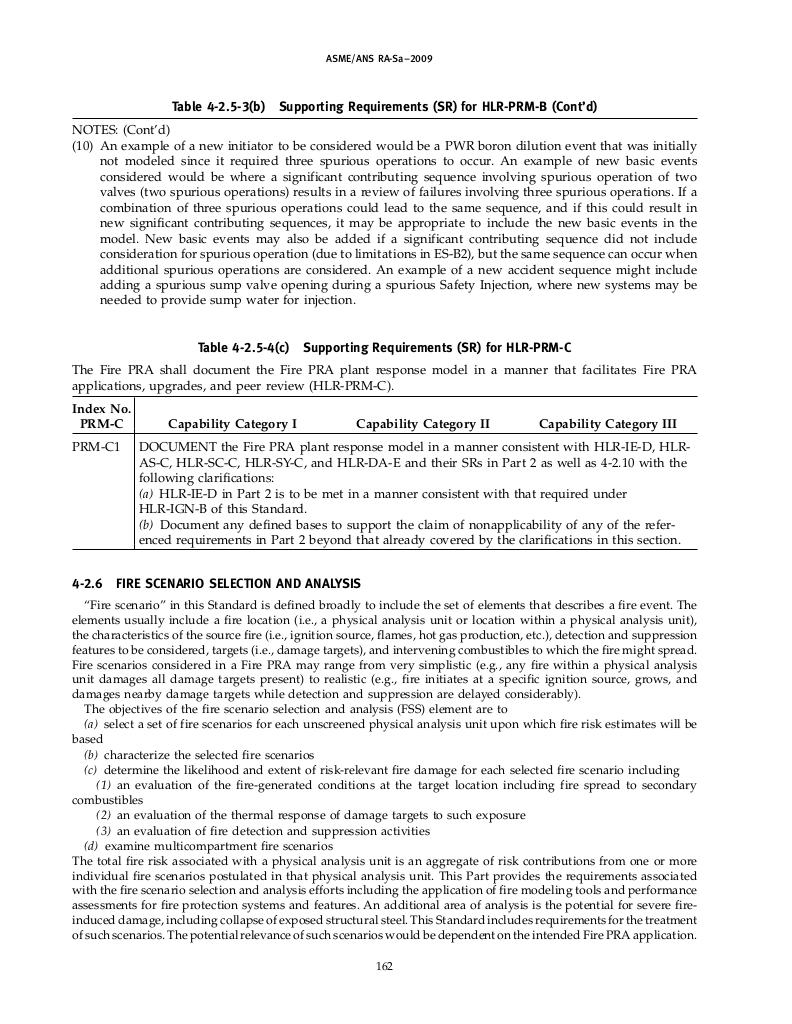 ASME/ANS RA-Sa–2009
Table 4-2.5-3(b) Supporting Requirements (SR) for HLR-PRM-B (Cont’d)
NOTES: (Cont’d)
(10) An example of a new initiator to be considered would be a PWR boron dilution event that was initially
not modeled since it required three spurious operations to occur. An example of new basic events
considered would be where a significant contributing sequence involving spurious operation of two
valves (two spurious operations) results in a review of failures involving three spurious operations. If a
combination of three spurious operations could lead to the same sequence, and if this could result in
new significant contributing sequences, it may be appropriate to include the new basic events in the
model. New basic events may also be added if a significant contributing sequence did not include
consideration for spurious operation (due to limitations in ES-B2), but the same sequence can occur when
additional spurious operations are considered. An example of a new accident sequence might include
adding a spurious sump valve opening during a spurious Safety Injection, where new systems may be
needed to provide sump water for injection.
Table 4-2.5-4(c) Supporting Requirements (SR) for HLR-PRM-C
The Fire PRA shall document the Fire PRA plant response model in a manner that facilitates Fire PRA
applications, upgrades, and peer review (HLR-PRM-C).
Index No.
PRM-C Capability Category I Capability Category II Capability Category III
PRM-C1 DOCUMENT the Fire PRA plant response model in a manner consistent with HLR-IE-D, HLR-
AS-C, HLR-SC-C, HLR-SY-C, and HLR-DA-E and their SRs in Part 2 as well as 4-2.10 with the
following clarifications:
(a) HLR-IE-D in Part 2 is to be met in a manner consistent with that required under
HLR-IGN-B of this Standard.
(b) Document any defined bases to support the claim of nonapplicability of any of the refer-
enced requirements in Part 2 beyond that already covered by the clarifications in this section.
4-2.6 FIRE SCENARIO SELECTION AND ANALYSIS
“Fire scenario” in this Standard is defined broadly to include the set of elements that describes a fire event. The
elements usually include a fire location (i.e., a physical analysis unit or location within a physical analysis unit),
the characteristics of the source fire (i.e., ignition source, flames, hot gas production, etc.), detection and suppression
features to be considered, targets (i.e., damage targets), and intervening combustibles to which the fire might spread.
Fire scenarios considered in a Fire PRA may range from very simplistic (e.g., any fire within a physical analysis
unit damages all damage targets present) to realistic (e.g., fire initiates at a specific ignition source, grows, and
damages nearby damage targets while detection and suppression are delayed considerably).
The objectives of the fire scenario selection and analysis (FSS) element are to
(a) select a set of fire scenarios for each unscreened physical analysis unit upon which fire risk estimates will be
based
(b) characterize the selected fire scenarios
(c) determine the likelihood and extent of risk-relevant fire damage for each selected fire scenario including
(1) an evaluation of the fire-generated conditions at the target location including fire spread to secondary
combustibles
(2) an evaluation of the thermal response of damage targets to such exposure
(3) an evaluation of fire detection and suppression activities
(d) examine multicompartment fire scenarios
The total fire risk associated with a physical analysis unit is an aggregate of risk contributions from one or more
individual fire scenarios postulated in that physical analysis unit. This Part provides the requirements associated
with the fire scenario selection and analysis efforts including the application of fire modeling tools and performance
assessments for fire protection systems and features. An additional area of analysis is the potential for severe fire-
induced damage, including collapse of exposed structural steel. This Standard includes requirements for the treatment
of such scenarios. The potential relevance of such scenarios would be dependent on the intended Fire PRA application.
162